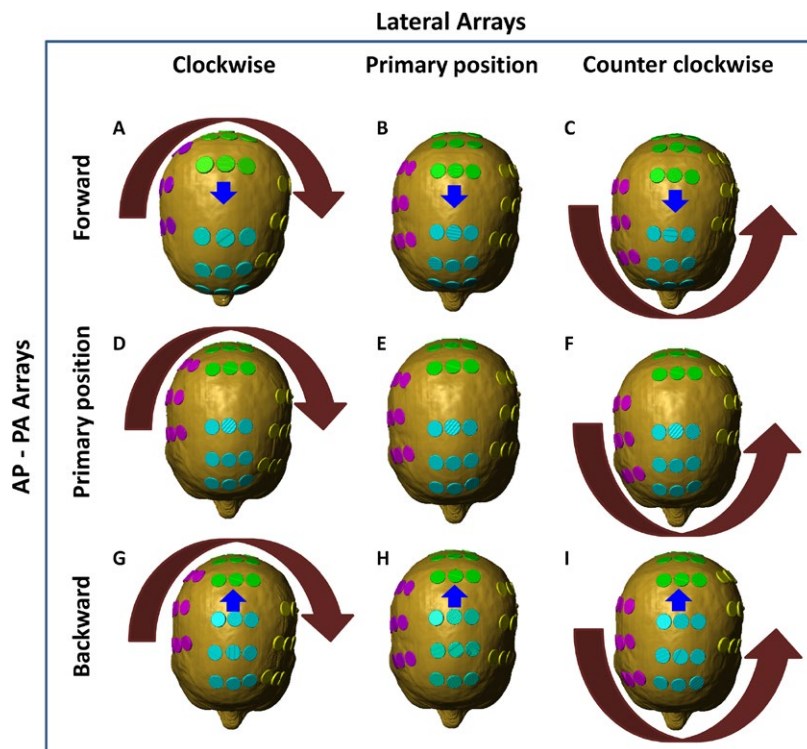 Lateral Arrays
Clockwise
Primary position
Counter clockwise
AP - PA Arrays
Forward
A
B
C
Primary position
D
E
F
Backward
G
H
I